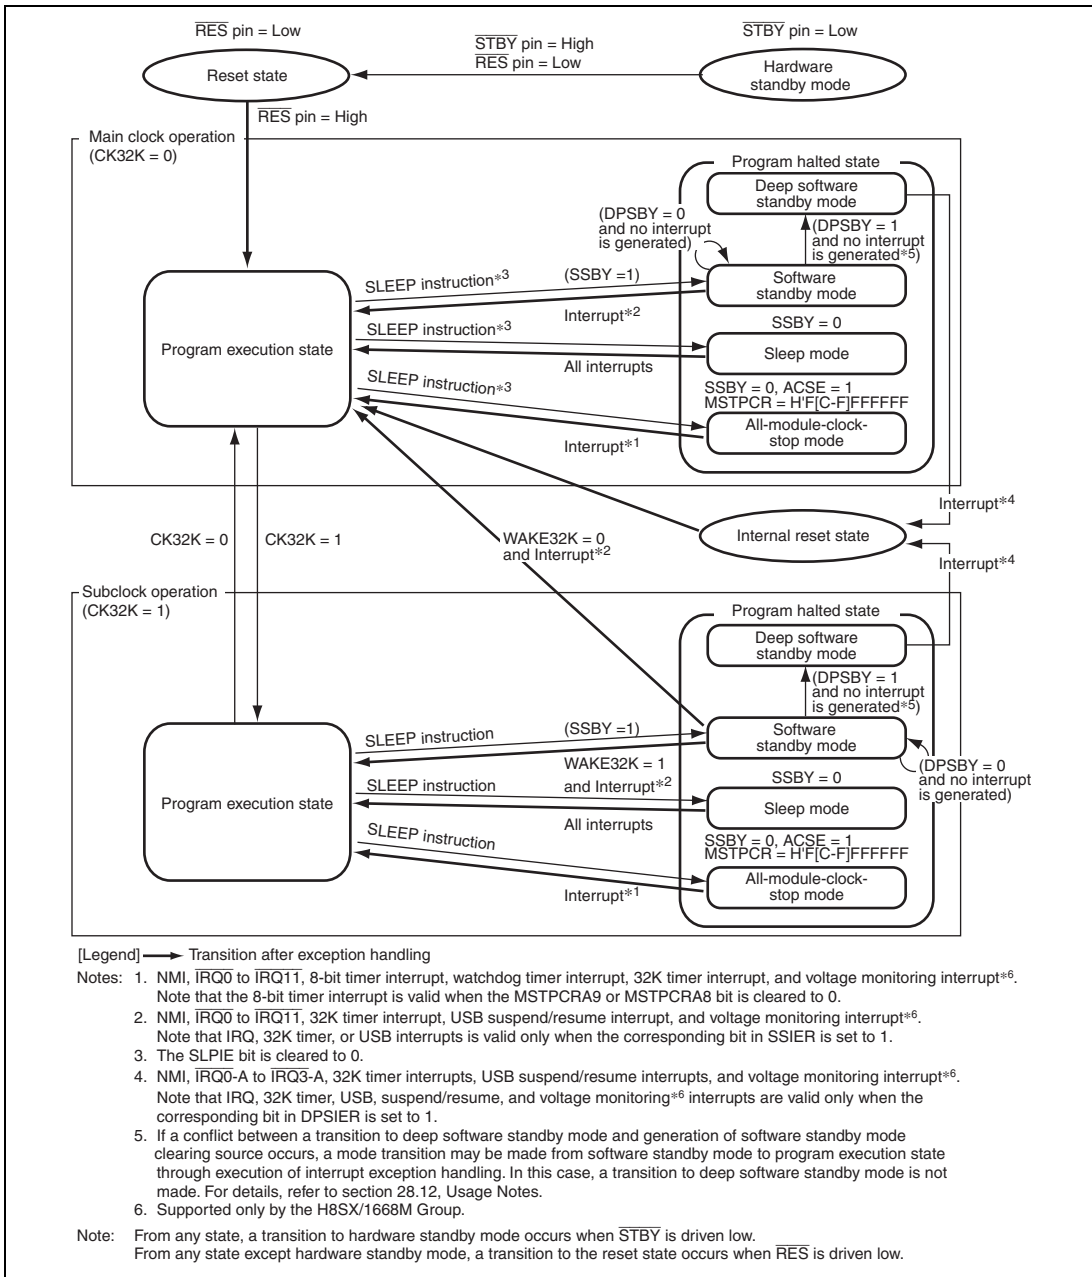 RES pin = Low
STBY pin = High
RES pin = Low
STBY pin = Low
Reset state
Hardware
standby mode
RES pin = High
Main clock operation
(CK32K = 0)
Program halted state
Deep software
standby mode
(DPSBY = 0
and no interrupt
is generated)
(DPSBY = 1
and no interrupt
is generated*5)
SLEEP instruction*3
(SSBY =1)
Software
standby mode
Interrupt*2
SLEEP instruction*3
SSBY = 0
Program execution state
Sleep mode
All interrupts
SLEEP instruction*3
SSBY = 0, ACSE = 1
MSTPCR = H'F[C-F]FFFFFF
All-module-clock-
stop mode
Interrupt*1
Interrupt*4
CK32K = 0
CK32K = 1
WAKE32K = 0
and Interrupt*2
Internal reset state
Interrupt*4
Subclock operation
(CK32K = 1)
Program halted state
Deep software
standby mode
(DPSBY = 1
and no interrupt
is generated*5)
SLEEP instruction
(SSBY =1)
Software
standby mode
(DPSBY = 0
and no interrupt
is generated)
WAKE32K = 1
and Interrupt*2
SLEEP instruction
SSBY = 0
Program execution state
Sleep mode
All interrupts
SLEEP instruction
SSBY = 0, ACSE = 1
MSTPCR = H'F[C-F]FFFFFF
All-module-clock-
stop mode
Interrupt*1
[Legend] Transition after exception handling
Notes: 1. NMI, IRQ0 to IRQ11, 8-bit timer interrupt, watchdog timer interrupt, 32K timer interrupt, and voltage monitoring interrupt*6.
Note that the 8-bit timer interrupt is valid when the MSTPCRA9 or MSTPCRA8 bit is cleared to 0.
2. NMI, IRQ0 to IRQ11, 32K timer interrupt, USB suspend/resume interrupt, and voltage monitoring interrupt*6.
Note that IRQ, 32K timer, or USB interrupts is valid only when the corresponding bit in SSIER is set to 1.
3. The SLPIE bit is cleared to 0.
4. NMI, IRQ0-A to IRQ3-A, 32K timer interrupts, USB suspend/resume interrupts, and voltage monitoring interrupt*6.
Note that IRQ, 32K timer, USB, suspend/resume, and voltage monitoring*6 interrupts are valid only when the
corresponding bit in DPSIER is set to 1.
5. If a conflict between a transition to deep software standby mode and generation of software standby mode
clearing source occurs, a mode transition may be made from software standby mode to program execution state
through execution of interrupt exception handling. In this case, a transition to deep software standby mode is not
made. For details, refer to section 28.12, Usage Notes.
6. Supported only by the H8SX/1668M Group.
Note: From any state, a transition to hardware standby mode occurs when STBY is driven low.
From any state except hardware standby mode, a transition to the reset state occurs when RES is driven low.